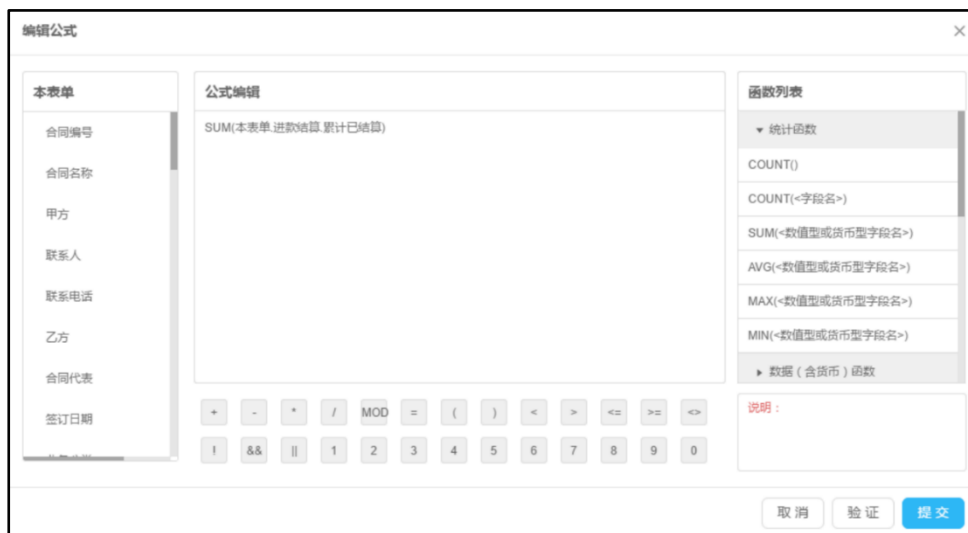 编辑公式
×
本表单
合同编号
合同名称
甲方
联系人
联系电话
乙方
合同代表
签订日期
公式编辑
SUM(本表单.进款结算.累计已结算)
+ - * / MOD = ( ) < > <= >= <>
! && || 1 2 3 4 5 6 7 8 9 0
函数列表
统计函数
COUNT()
COUNT(<字段名>)
SUM(<数值型或货币型字段名>)
AVG(<数值型或货币型字段名>)
MAX(<数值型或货币型字段名>)
MIN(<数值型或货币型字段名>)
数据（含货币）函数
说明：
取消 验证 提交